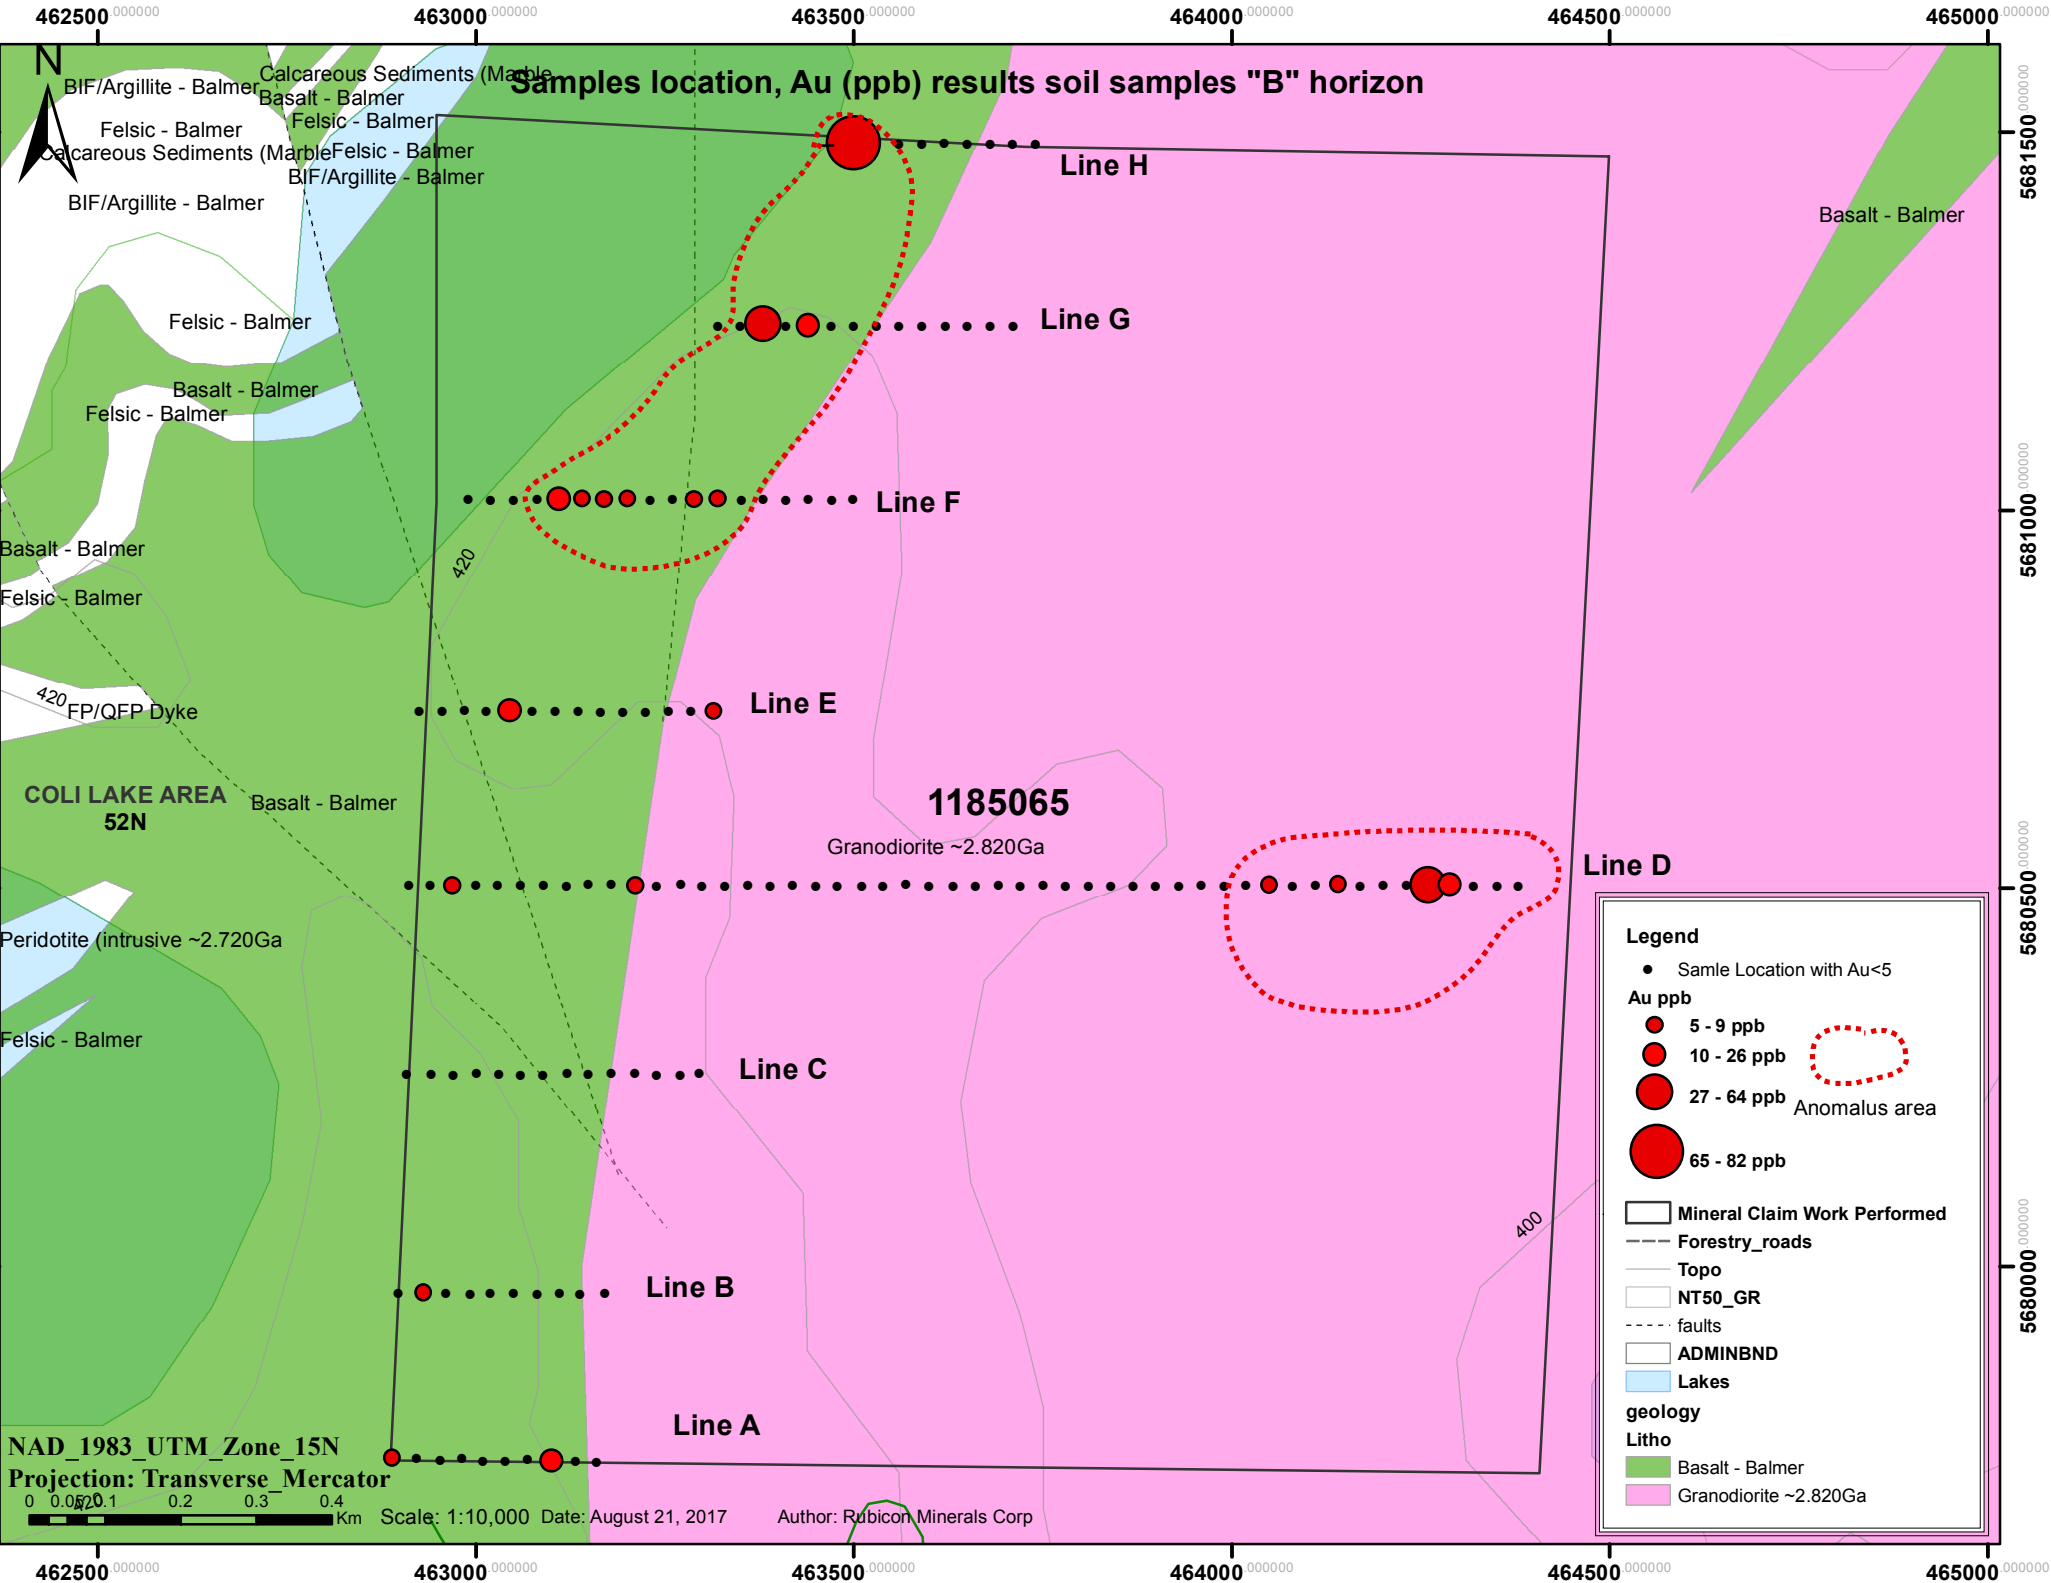 462500.000000 463000.000000 463500.000000 464000.000000 464500.000000 465000.000000
N
Samples location, Au (ppb) results soil samples "B" horizon
Calcareous Sediments (Marble
BIF/Argillite - Balmer
Basalt - Balmer
Felsic - Balmer
Felsic - Balmer
Calcareous Sediments (Marble
Felsic - Balmer
BIF/Argillite - Balmer
BIF/Argillite - Balmer
Line H
5681500.000000
Basalt - Balmer
Felsic - Balmer
Line G
Basalt - Balmer
Felsic - Balmer
Line F
5681000.000000
420
Basalt - Balmer
Felsic - Balmer
420
FP/QFP Dyke
Line E
COLI LAKE AREA
52N
Basalt - Balmer
1185065
Granodiorite ~2.820Ga
Line D
5680500.000000
Peridotite (intrusive ~2.720Ga
Felsic - Balmer
Line C
400
Line B
5680000.000000
Line A
Legend
Samle Location with Au<5
Au ppb
5 - 9 ppb
10 - 26 ppb
27 - 64 ppb
Anomalus area
65 - 82 ppb
Mineral Claim Work Performed
Forestry_roads
Topo
NT50_GR
faults
ADMINBND
Lakes
geology
Litho
Basalt - Balmer
Granodiorite ~2.820Ga
NAD_1983_UTM_Zone_15N
Projection: Transverse_Mercator
420
0 0.05 0.1 0.2 0.3 0.4
Km
Scale: 1:10,000 Date: August 21, 2017 Author: Rubicon Minerals Corp
462500.000000 463000.000000 463500.000000 464000.000000 464500.000000 465000.000000